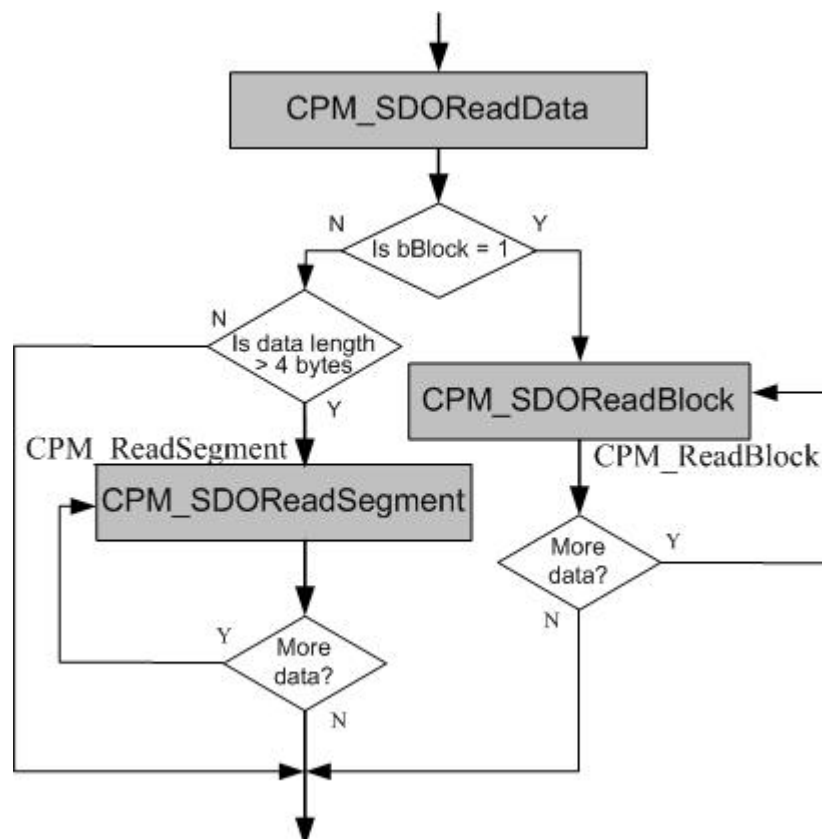 CPM_SDOReadData
N
Y
Is bBlock = 1
N
Is data length
> 4 bytes
Y
CPM_SDOReadBlock
CPM_ReadSegment
CPM_ReadBlock
CPM_SDOReadSegment
More
data?
Y
N
Y
More
data?
N